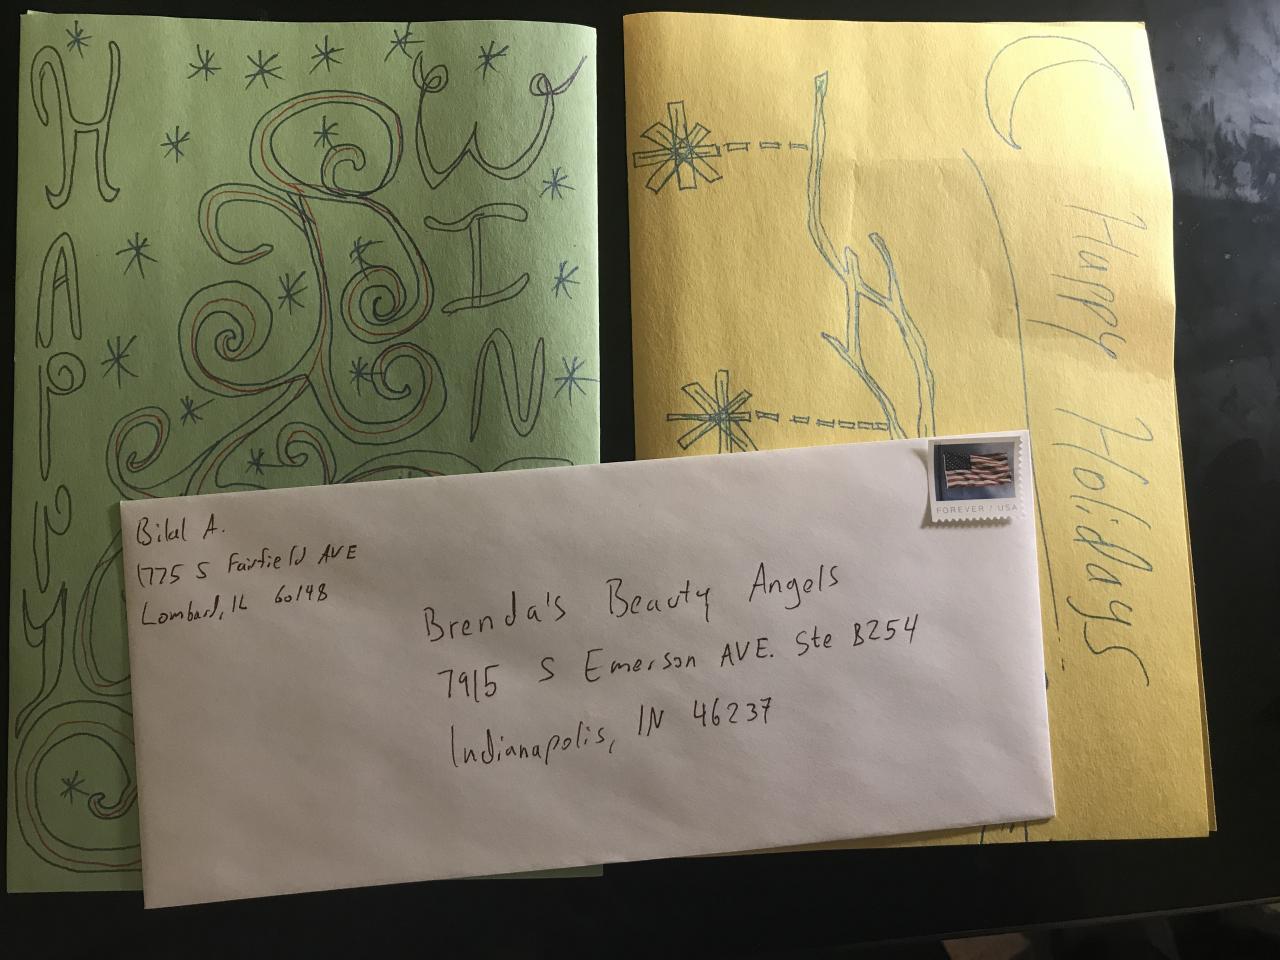 HAPPY
WIN
Happy Holidays
FOREVER / USA
Bilal A.
1775 S Fairfield AVE
Lombard, IL 60148
Brenda's Beauty Angels
7915 S Emerson AVE. Ste B254
Indianapolis, IN 46237